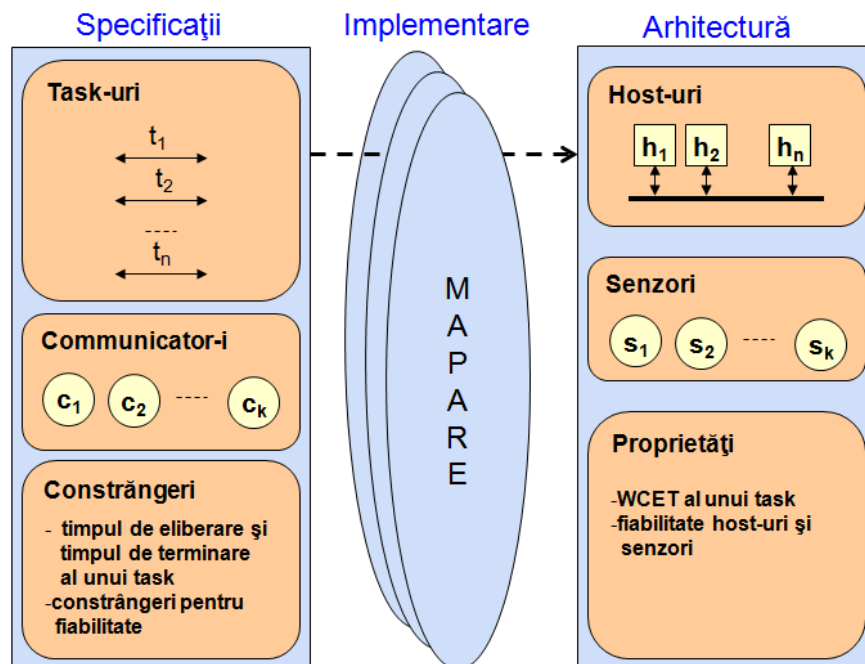 Specificaţii
Implementare
Arhitectură
Task-uri
t1
t2
----
tn
Communicator-i
c1 c2 ---- ck
Constrăngeri
- timpul de eliberare şi
timpul de terminare
al unui task
-constrângeri pentru
fiabilitate
M
A
P
A
R
E
Host-uri
h1 h2 hn
Senzori
s1 s2 ---- sk
Proprietăţi
-WCET al unui task
-fiabilitate host-uri şi
senzori